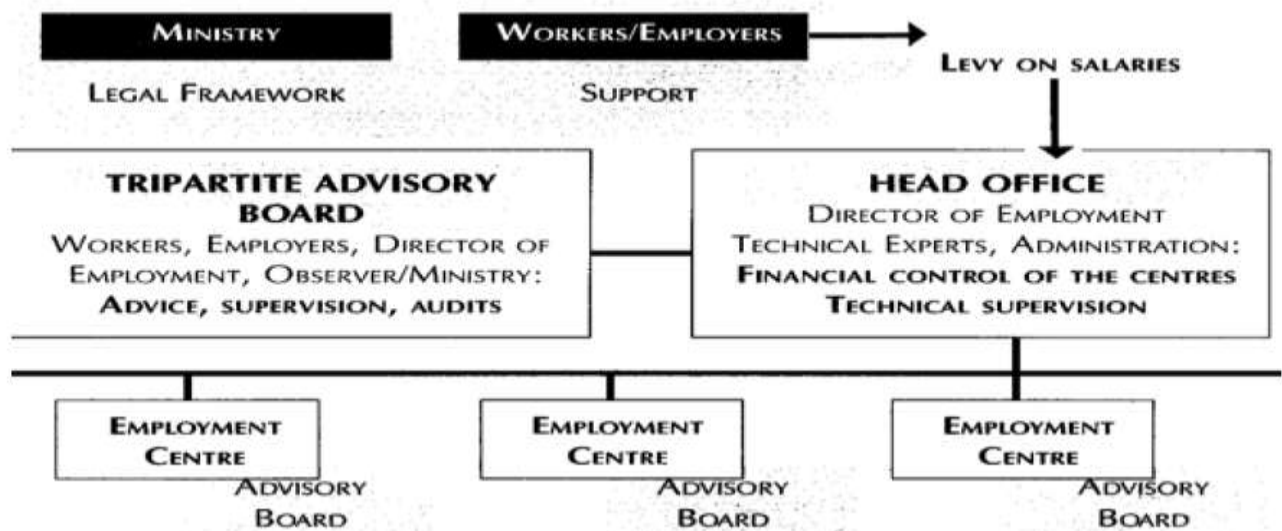 MINISTRY
WORKERS/EMPLOYERS
LEVY ON SALARIES
LEGAL FRAMEWORK
SUPPORT
TRIPARTITE ADVISORY
BOARD
WORKERS, EMPLOYERS, DIRECTOR OF
EMPLOYMENT, OBSERVER/MINISTRY:
ADVICE, SUPERVISION, AUDITS
HEAD OFFICE
DIRECTOR OF EMPLOYMENT
TECHNICAL EXPERTS, ADMINISTRATION:
FINANCIAL CONTROL OF THE CENTRES
TECHNICAL SUPERVISION
EMPLOYMENT
CENTRE
ADVISORY
BOARD
EMPLOYMENT
CENTRE
ADVISORY
BOARD
EMPLOYMENT
CENTRE
ADVISORY
BOARD